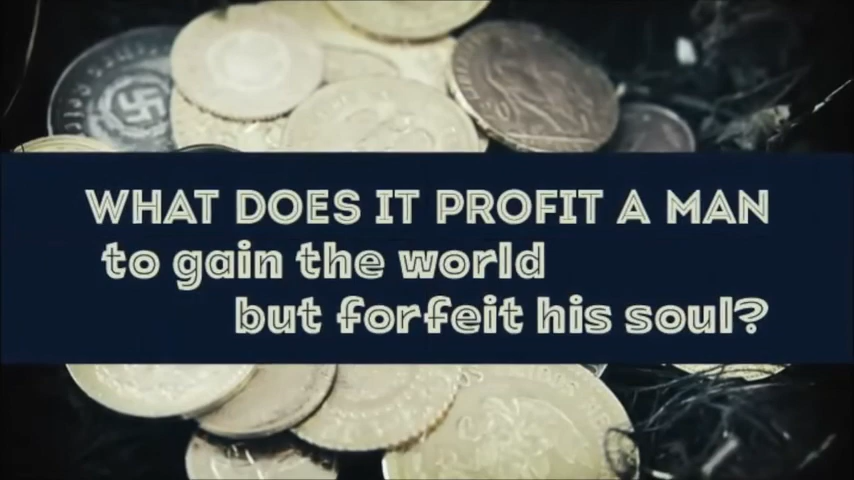 WHAT DOES IT PROFIT A MAN
to gain the world
but forfeit his soul?